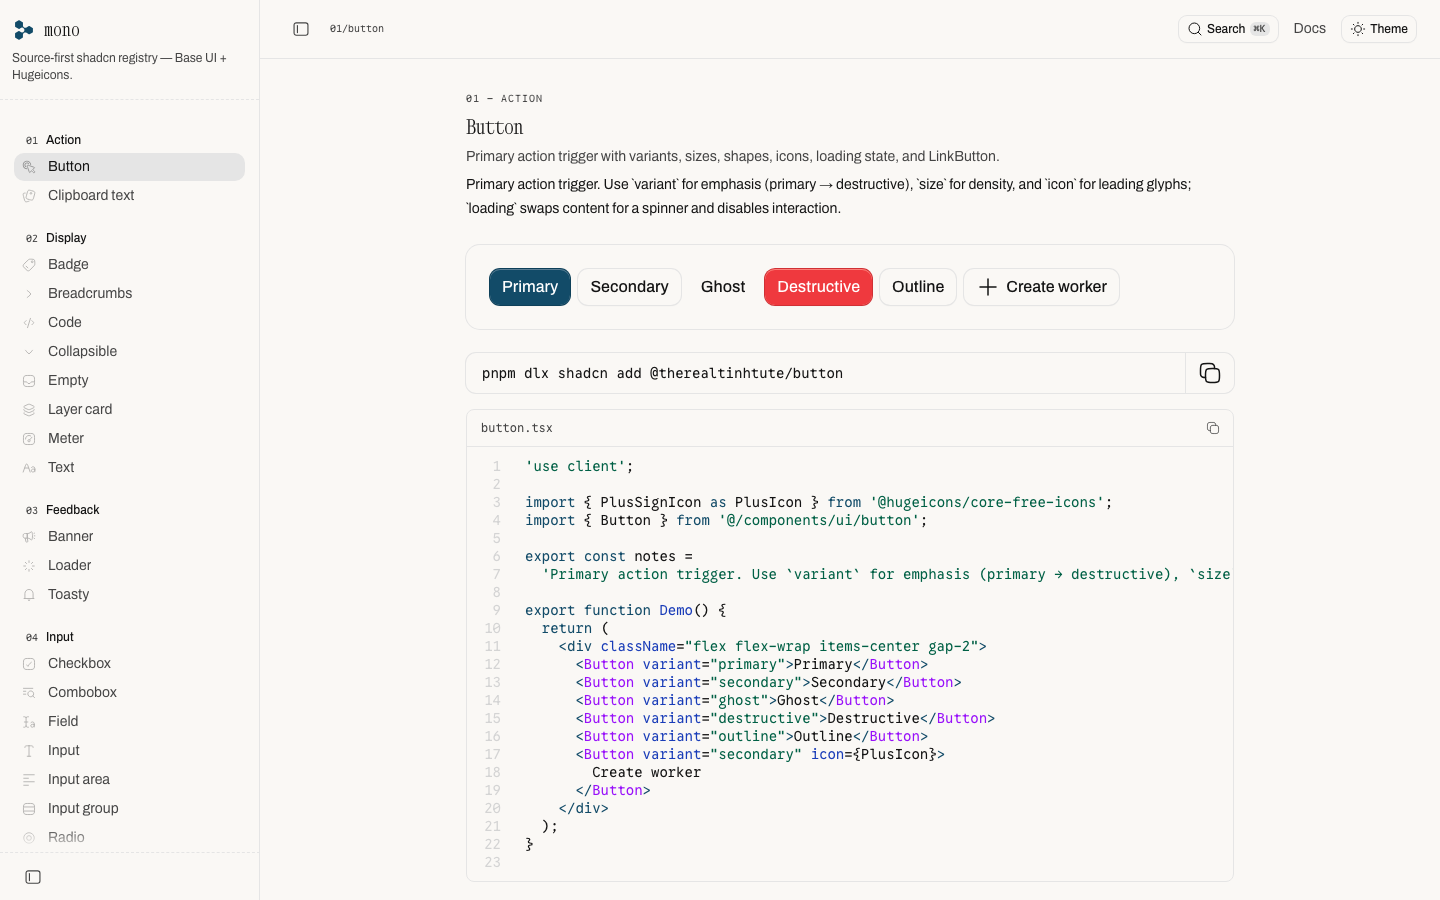 mono
Source-first shadcn registry — Base UI +
Hugeicons.
01 Action
Button
Clipboard text
02 Display
Badge
Breadcrumbs
Code
Collapsible
Empty
Layer card
Meter
Text
03 Feedback
Banner
Loader
Toasty
04 Input
Checkbox
Combobox
Field
Input
Input area
Input group
Radio
01/button
Search ⌘K
Docs
Theme
01 — ACTION
Button
Primary action trigger with variants, sizes, shapes, icons, loading state, and LinkButton.
Primary action trigger. Use `variant` for emphasis (primary → destructive), `size` for density, and `icon` for leading glyphs;
`loading` swaps content for a spinner and disables interaction.
Primary Secondary Ghost Destructive Outline Create worker
pnpm dlx shadcn add @therealtinhtute/button
button.tsx
1 'use client';
2
3 import { PlusSignIcon as PlusIcon } from '@hugeicons/core-free-icons';
4 import { Button } from '@/components/ui/button';
5
6 export const notes =
7 'Primary action trigger. Use `variant` for emphasis (primary → destructive), `size
8
9 export function Demo() {
10 return (
11 <div className="flex flex-wrap items-center gap-2">
12 <Button variant="primary">Primary</Button>
13 <Button variant="secondary">Secondary</Button>
14 <Button variant="ghost">Ghost</Button>
15 <Button variant="destructive">Destructive</Button>
16 <Button variant="outline">Outline</Button>
17 <Button variant="secondary" icon={PlusIcon}>
18 Create worker
19 </Button>
20 </div>
21 );
22 }
23